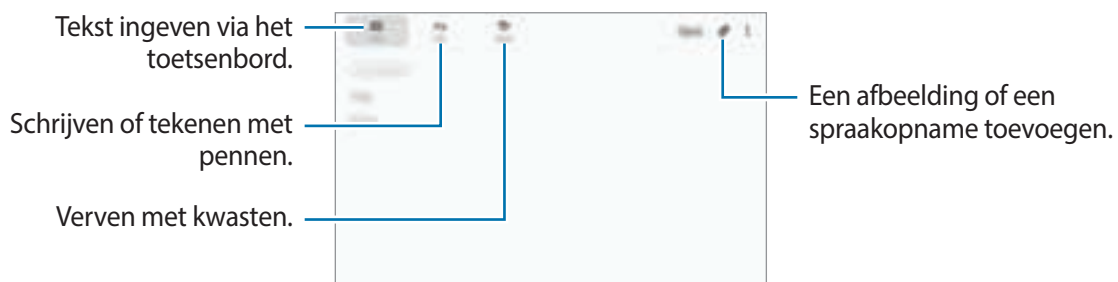 Tekst ingeven via het
toetsenbord.
Schrijven of tekenen met
pennen.
Verven met kwasten.
Een afbeelding of een
spraakopname toevoegen.